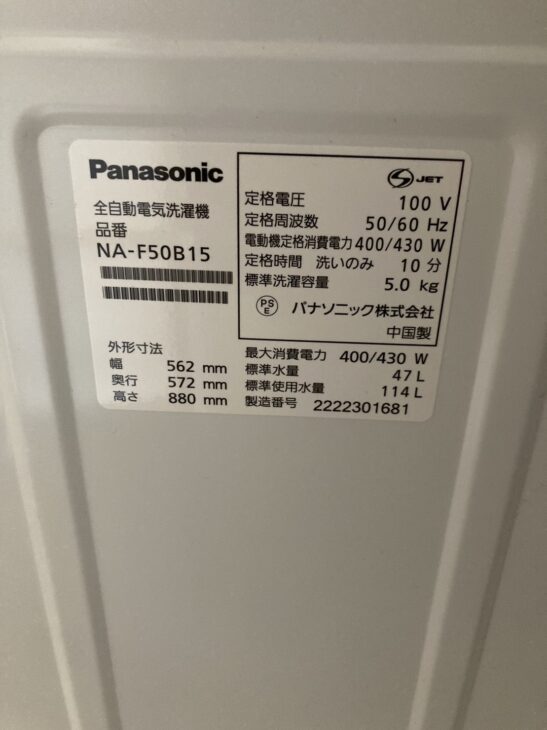 Panasonic
全自動電気洗濯機
品番
NA-F50B15
外形寸法
幅 562 mm
奥行 572 mm
高さ 880 mm
S JET
定格電圧 100 V
定格周波数 50/60 Hz
電動機定格消費電力 400/430 W
定格時間 洗いのみ 10 分
標準洗濯容量 5.0 kg
PSE パナソニック株式会社
中国製
最大消費電力 400/430 W
標準水量 47 L
標準使用水量 114 L
製造番号 2222301681